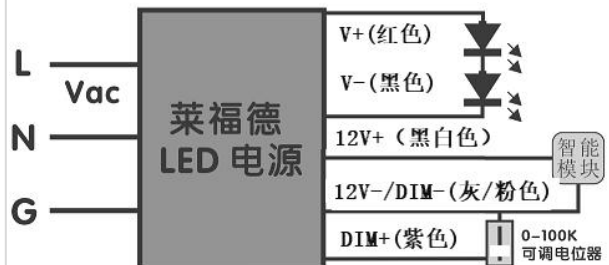 L
Vac
N
G
莱福德
LED 电源
V+(红色)
V-(黑色)
12V+（黑白色）
12V-/DIM-(灰/粉色)
DIM+(紫色)
智能
模块
0-100K
可调电位器